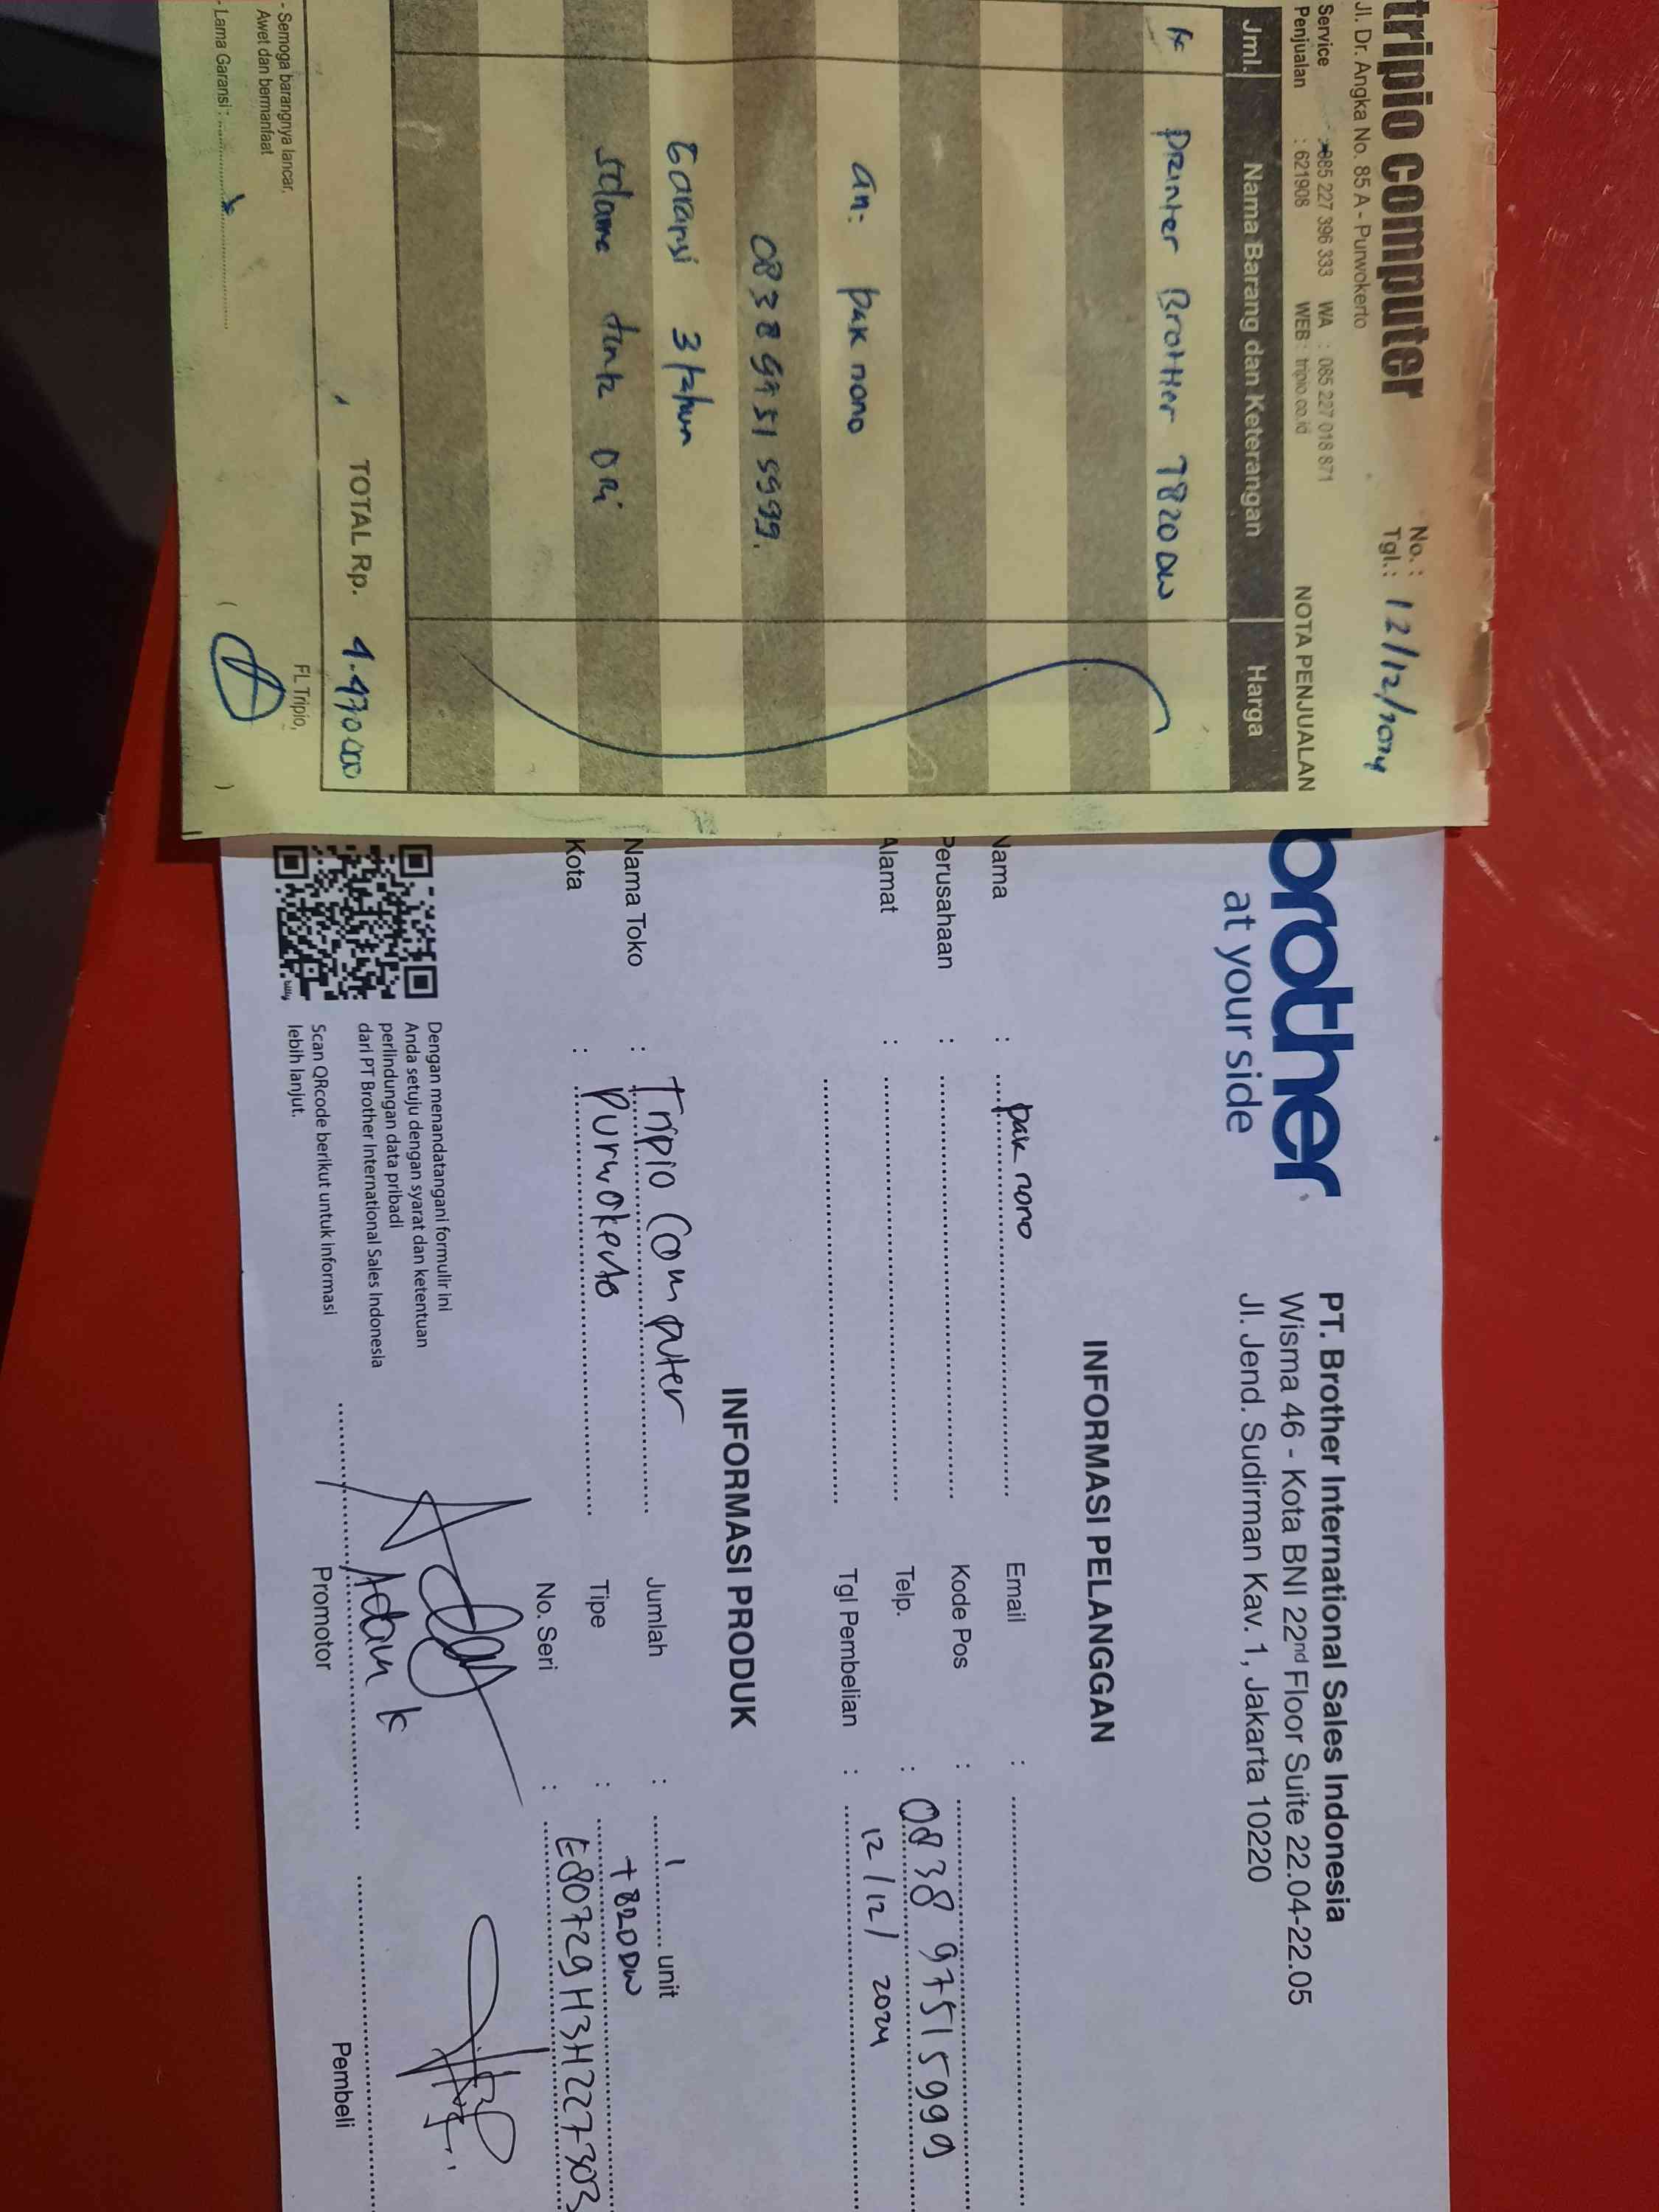 tripio computer
Jl. Dr. Angka No. 85 A - Purwokerto
Service : 085 227 396 333 WA : 085 227 018 871
Penjualan : 621908 WEB : tripio.co.id
No. :
Tgl. : 12/12/2024
NOTA PENJUALAN
Jml. Nama Barang dan Keterangan Harga
Printer Brother T820DW
an: pak nono
Garansi 3 tahun
selama tinta ORi
TOTAL Rp. 4.470.000
- Semoga barangnya lancar,
Awet dan bermanfaat
- Lama Garansi :
FL Tripio,
( )
brother
at your side
PT. Brother International Sales Indonesia
Wisma 46 - Kota BNI 22nd Floor Suite 22.04-22.05
Jl. Jend. Sudirman Kav. 1, Jakarta 10220
INFORMASI PELANGGAN
Nama : pak nono
Perusahaan :
Alamat :
Email :
Kode Pos :
Telp. : 0838 9751 5999
Tgl Pembelian : 12/12/2024
INFORMASI PRODUK
Nama Toko : Tripio Computer
Kota : Purwokerto
Jumlah : 1 unit
Tipe : T820DW
No. Seri : E80729H3H227303
Dengan menandatangani formulir ini
Anda setuju dengan syarat dan ketentuan
perlindungan data pribadi
dari PT Brother International Sales Indonesia
Scan QRcode berikut untuk informasi
lebih lanjut.
Adam k
Promotor
Pembeli